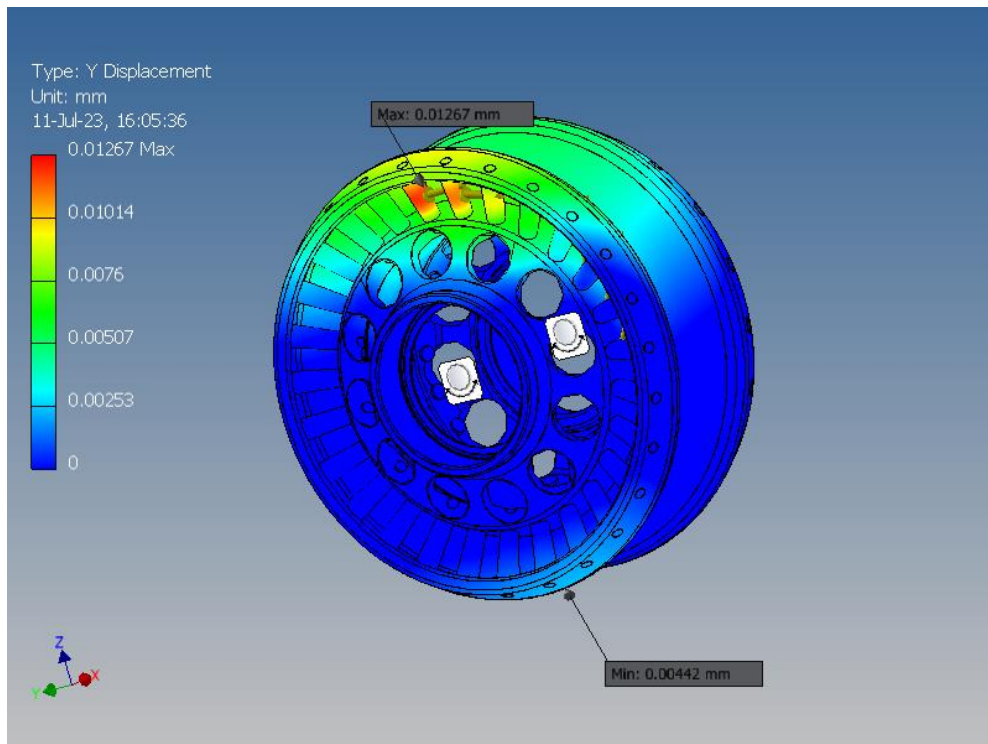 Type: Y Displacement
Unit: mm
11-Jul-23, 16:05:36
0.01267 Max
0.01014
0.0076
0.00507
0.00253
0
Max: 0.01267 mm
Min: 0.00442 mm
Z
Y
X